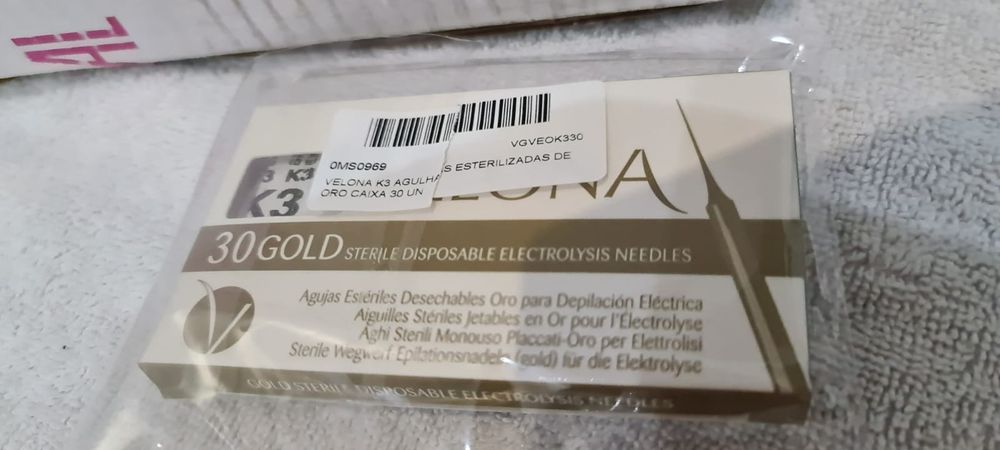 0MS0969
VGVEOK330
VELONA K3 AGULHA S ESTERILIZADAS DE
ORO CAIXA 30 UN
K3
K3
ELONA
30 GOLD STERILE DISPOSABLE ELECTROLYSIS NEEDLES
Agujas Estériles Desechables Oro para Depilación Eléctrica
Aiguilles Stériles Jetables en Or pour l'Électrolyse
Aghi Sterili Monouso Placcati-Oro per Elettrolisi
Sterile Wegwerf Epilationsnadeln (gold) für die Elektrolyse
GOLD STERILE DISPOSABLE ELECTROLYSIS NEEDLES